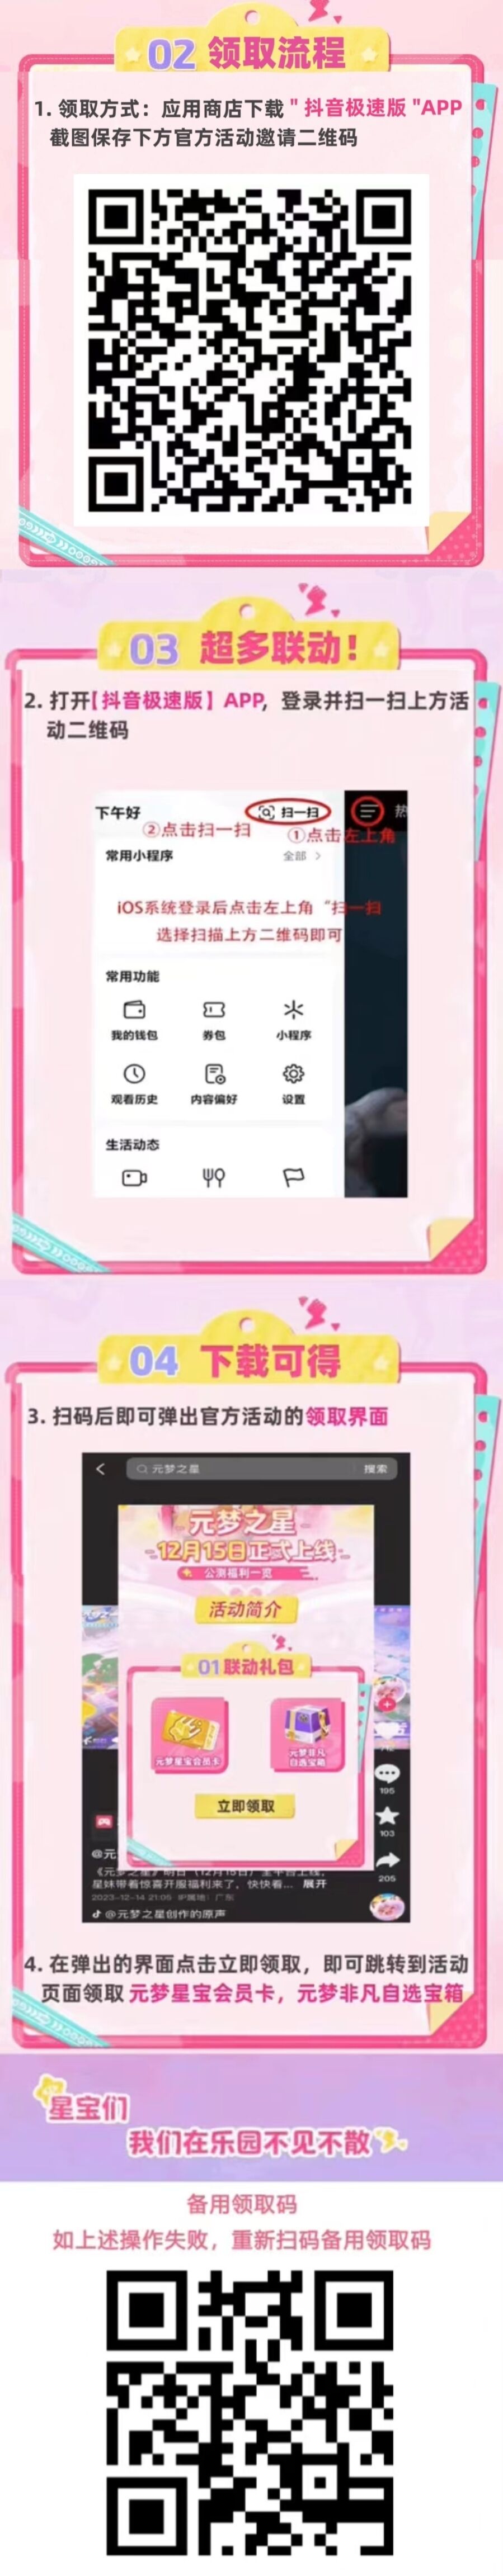 02 领取流程
1. 领取方式：应用商店下载 " 抖音极速版 "APP
截图保存下方官方活动邀请二维码
03 超多联动！
2. 打开【抖音极速版】APP，登录并扫一扫上方活
动二维码
下午好
扫一扫
热
②点击扫一扫
①点击左上角
常用小程序
全部 >
iOS系统登录后点击左上角“扫一扫
选择扫描上方二维码即可
常用功能
我的钱包
券包
小程序
观看历史
内容偏好
设置
生活动态
04 下载可得
3. 扫码后即可弹出官方活动的领取界面
元梦之星
搜索
元梦之星
12月15日正式上线
公测福利一览
活动简介
01 联动礼包
元梦星宝会员卡
元梦非凡
自选宝箱
立即领取
195
103
205
@元
《元梦之星》明日（12月15日）全平台上线，
星妹带着惊喜开服福利来了，快快看... 展开
2023-12-14 21:05 IP属地：广东
@元梦之星创作的原声
4. 在弹出的界面点击立即领取，即可跳转到活动
页面领取 元梦星宝会员卡，元梦非凡自选宝箱
星宝们
我们在乐园不见不散
备用领取码
如上述操作失败，重新扫码备用领取码